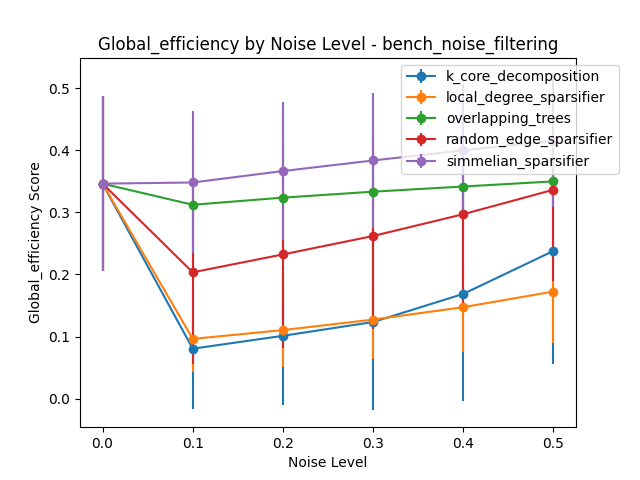 Global_efficiency by Noise Level - bench_noise_filtering
k_core_decomposition
local_degree_sparsifier
overlapping_trees
random_edge_sparsifier
simmelian_sparsifier
Global_efficiency Score
0.5
0.4
0.3
0.2
0.1
0.0
0.0 0.1 0.2 0.3 0.4 0.5
Noise Level